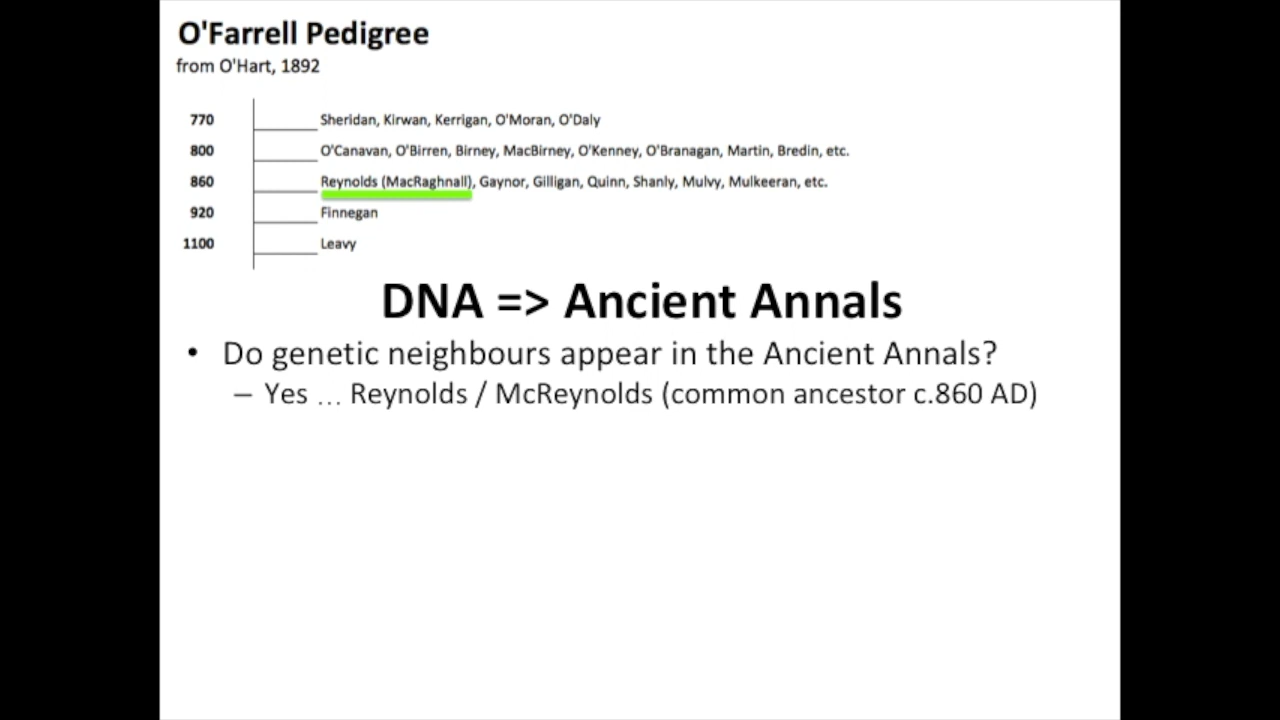 O'Farrell Pedigree
from O'Hart, 1892
770 Sheridan, Kirwan, Kerrigan, O'Moran, O'Daly
800 O'Canavan, O'Birren, Birney, MacBirney, O'Kenney, O'Branagan, Martin, Bredin, etc.
860 Reynolds (MacRaghnall), Gaynor, Gilligan, Quinn, Shanly, Mulvy, Mulkeeran, etc.
920 Finnegan
1100 Leavy
DNA => Ancient Annals
• Do genetic neighbours appear in the Ancient Annals?
– Yes … Reynolds / McReynolds (common ancestor c.860 AD)